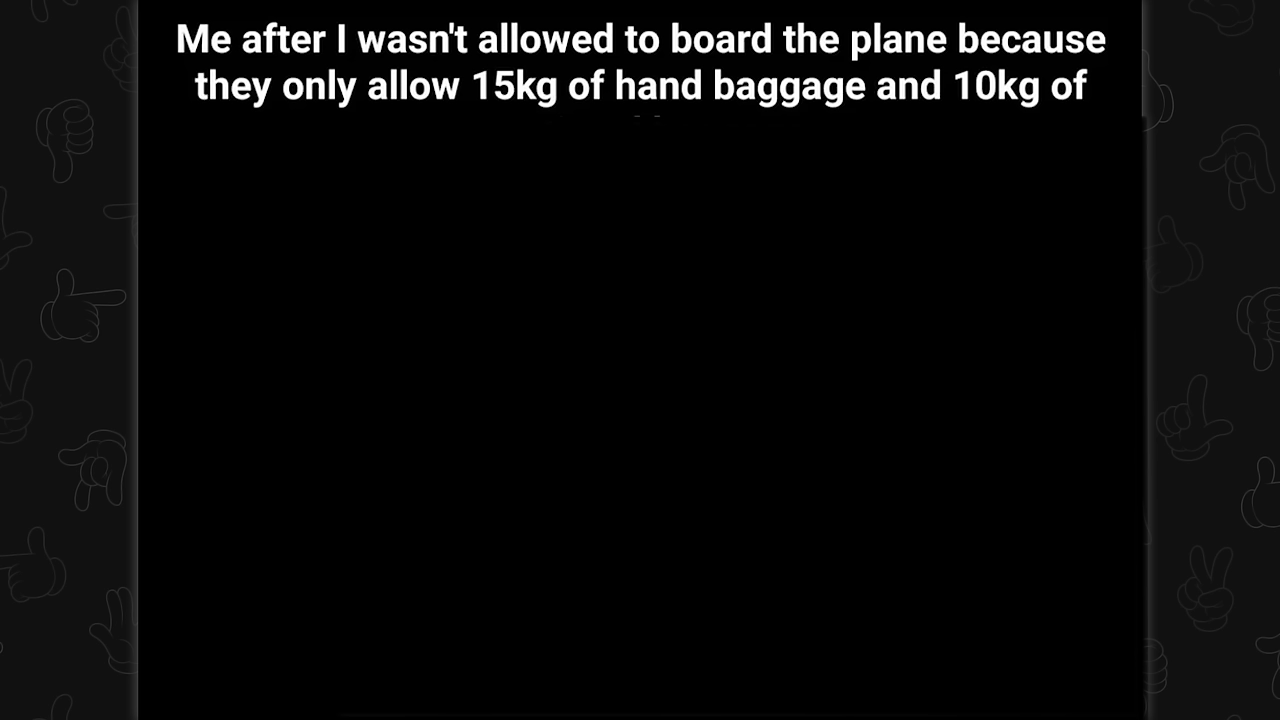 Me after I wasn't allowed to board the plane because
they only allow 15kg of hand baggage and 10kg of